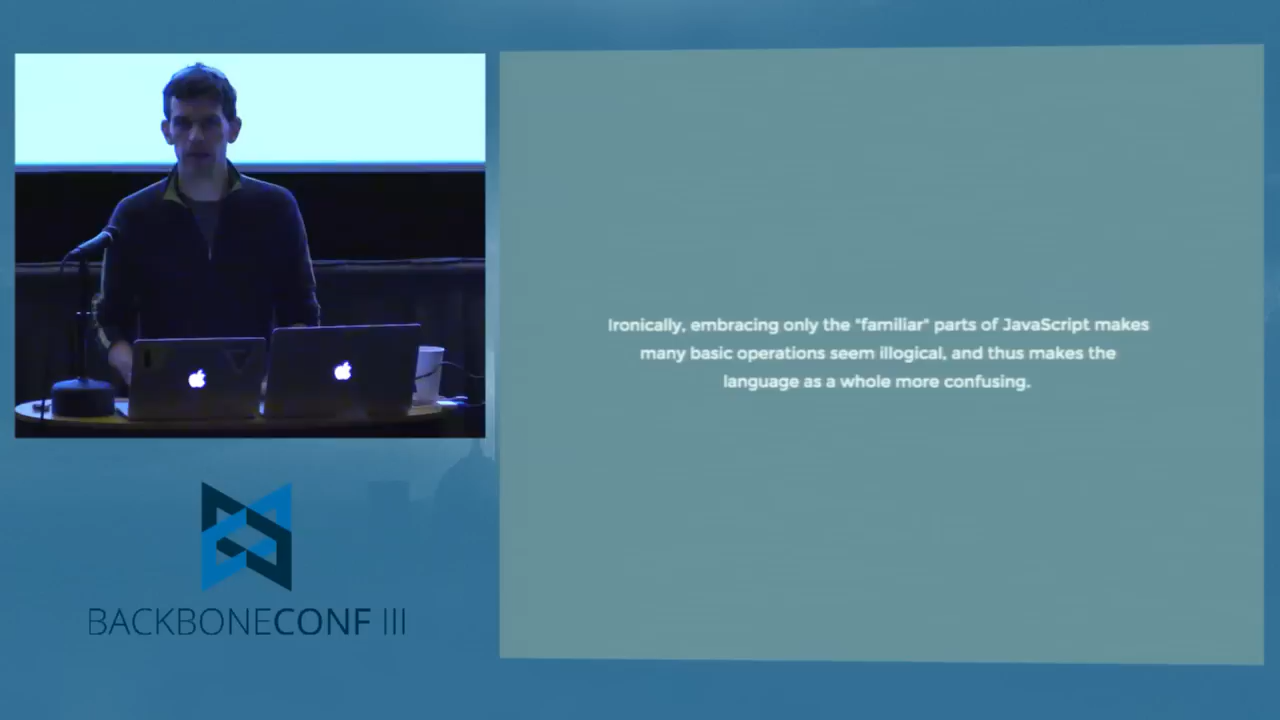 Ironically, embracing only the "familiar" parts of JavaScript makes
many basic operations seem illogical, and thus makes the
language as a whole more confusing.
BACKBONECONF III